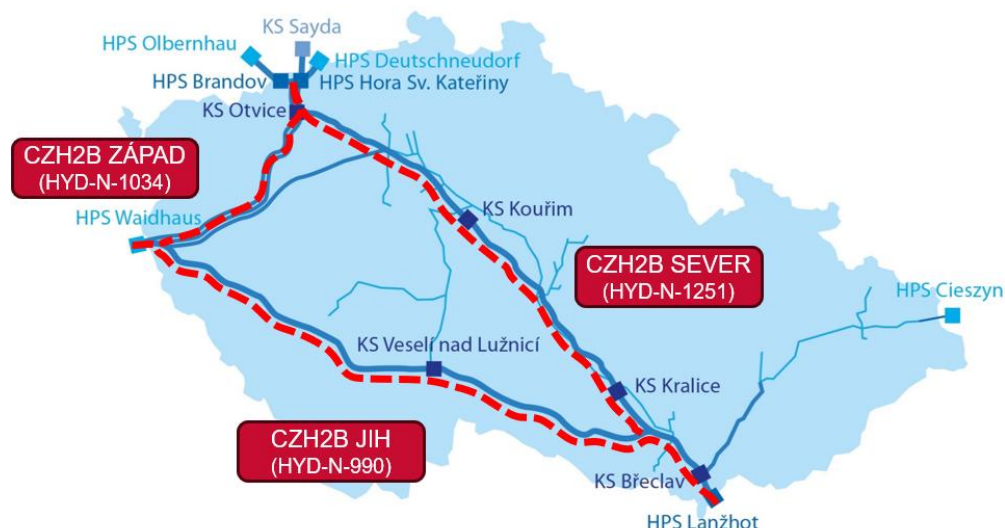 KS Sayda
HPS Olbernhau
HPS Deutschneudorf
HPS Brandov
HPS Hora Sv. Kateřiny
KS Otvice
CZH2B ZÁPAD
(HYD-N-1034)
HPS Waidhaus
KS Kouřim
CZH2B SEVER
(HYD-N-1251)
HPS Cieszyn
KS Veselí nad Lužnicí
KS Kralice
CZH2B JIH
(HYD-N-990)
KS Břeclav
HPS Lanžhot